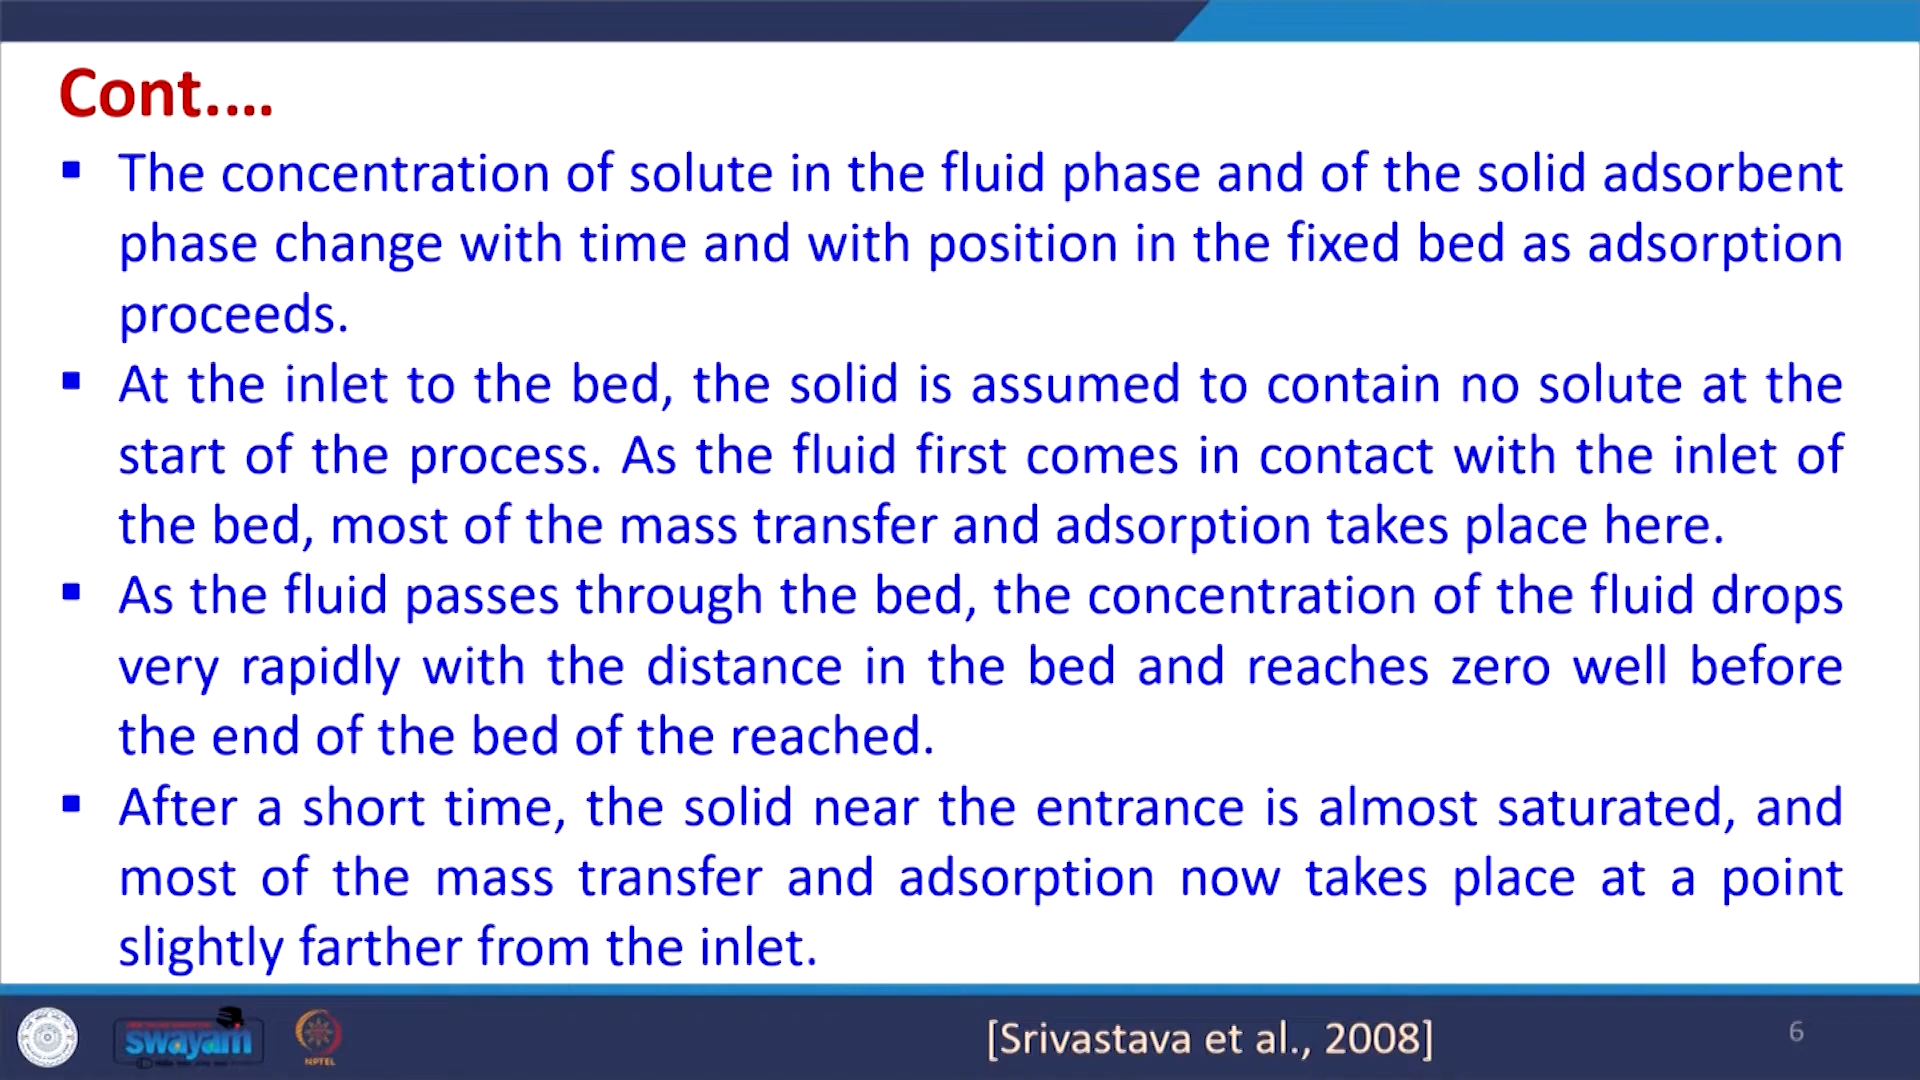 Cont.....
▪ The concentration of solute in the fluid phase and of the solid adsorbent
phase change with time and with position in the fixed bed as adsorption
proceeds.
▪ At the inlet to the bed, the solid is assumed to contain no solute at the
start of the process. As the fluid first comes in contact with the inlet of
the bed, most of the mass transfer and adsorption takes place here.
▪ As the fluid passes through the bed, the concentration of the fluid drops
very rapidly with the distance in the bed and reaches zero well before
the end of the bed of the reached.
▪ After a short time, the solid near the entrance is almost saturated, and
most of the mass transfer and adsorption now takes place at a point
slightly farther from the inlet.
swayam
NPTEL
[Srivastava et al., 2008]
6